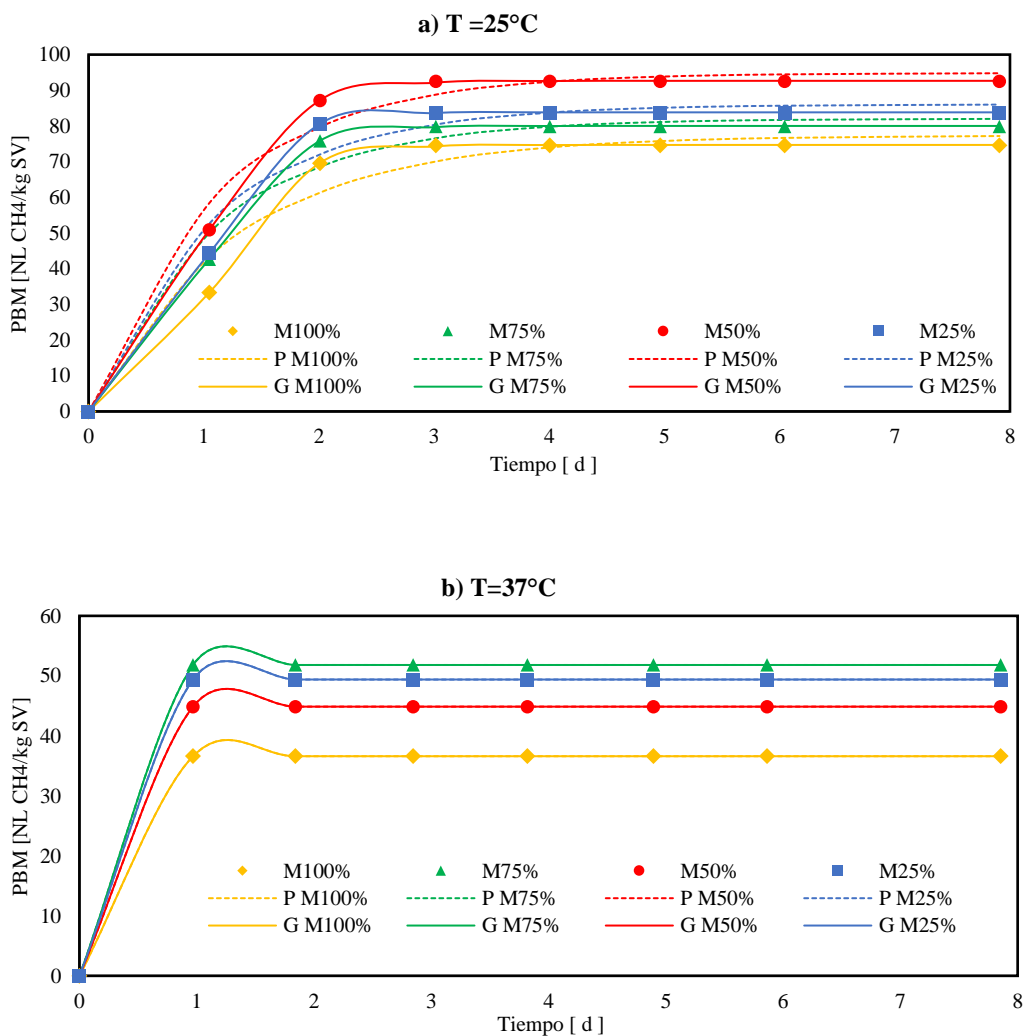 a) T =25°C
100
90
80
70
60
50
40
30
20
10
0
PBM [NL CH4/kg SV]
M100% M75% M50% M25%
P M100% P M75% P M50% P M25%
G M100% G M75% G M50% G M25%
0 1 2 3 4 5 6 7 8
Tiempo [ d ]
b) T=37°C
60
50
40
30
20
10
0
PBM [NL CH4/kg SV]
M100% M75% M50% M25%
P M100% P M75% P M50% P M25%
G M100% G M75% G M50% G M25%
0 1 2 3 4 5 6 7 8
Tiempo [ d ]